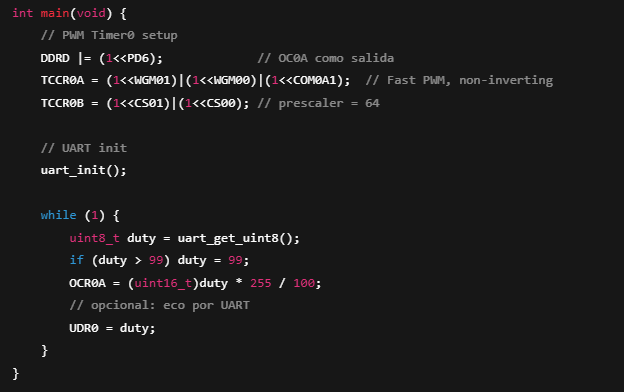 int main(void) {
    // PWM Timer0 setup
    DDRD |= (1<<PD6);             // OC0A como salida
    TCCR0A = (1<<WGM01)|(1<<WGM00)|(1<<COM0A1);  // Fast PWM, non-inverting
    TCCR0B = (1<<CS01)|(1<<CS00); // prescaler = 64

    // UART init
    uart_init();

    while (1) {
        uint8_t duty = uart_get_uint8();
        if (duty > 99) duty = 99;
        OCR0A = (uint16_t)duty * 255 / 100;
        // opcional: eco por UART
        UDR0 = duty;
    }
}